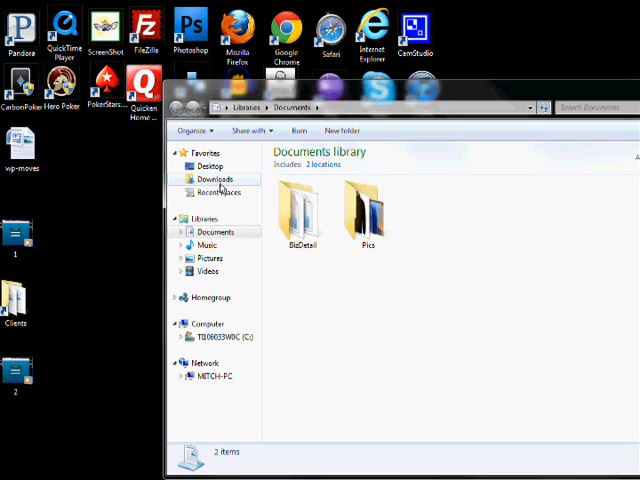 Pandora
QuickTime Player
ScreenShot
FileZilla
Ps
Photoshop
Mozilla Firefox
Google Chrome
Safari
Internet Explorer
CamStudio
CarbonPoker
Hero Poker
PokerStars....
Quicken Home ...
wp-moves
1
Clients
2
Libraries
Documents
Search Documents
Organize
Share with
Burn
New folder
Favorites
Desktop
Downloads
Recent Places
Libraries
Documents
Music
Pictures
Videos
Homegroup
Computer
TI106033W0C (C:)
Network
MITCH-PC
Documents library
Includes: 2 locations
BizDetail
Pics
2 items